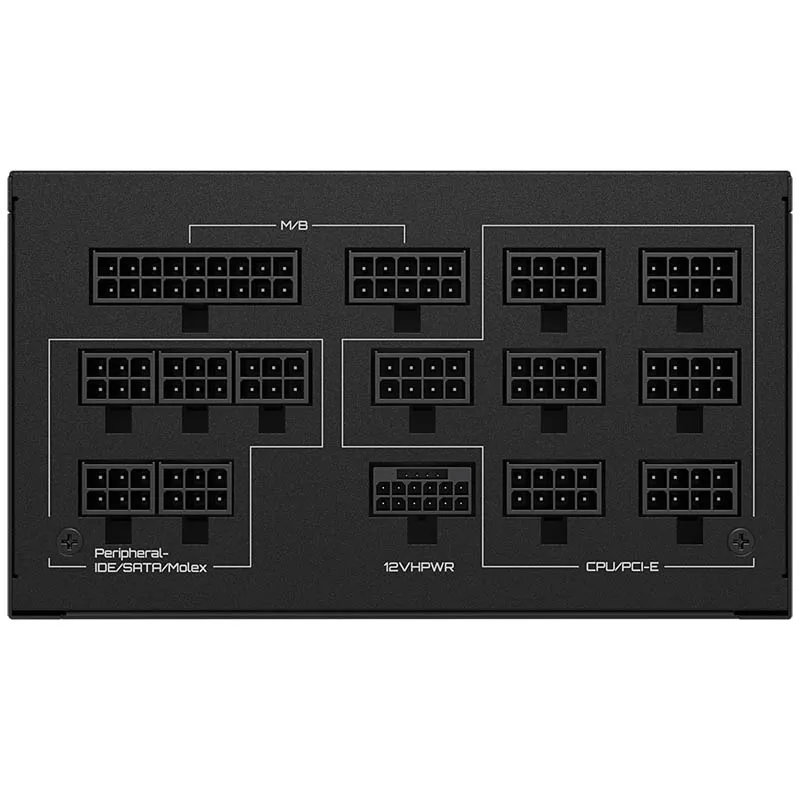 M/B
Peripheral-
IDE/SATA/Molex
12VHPWR
CPU/PCI-E